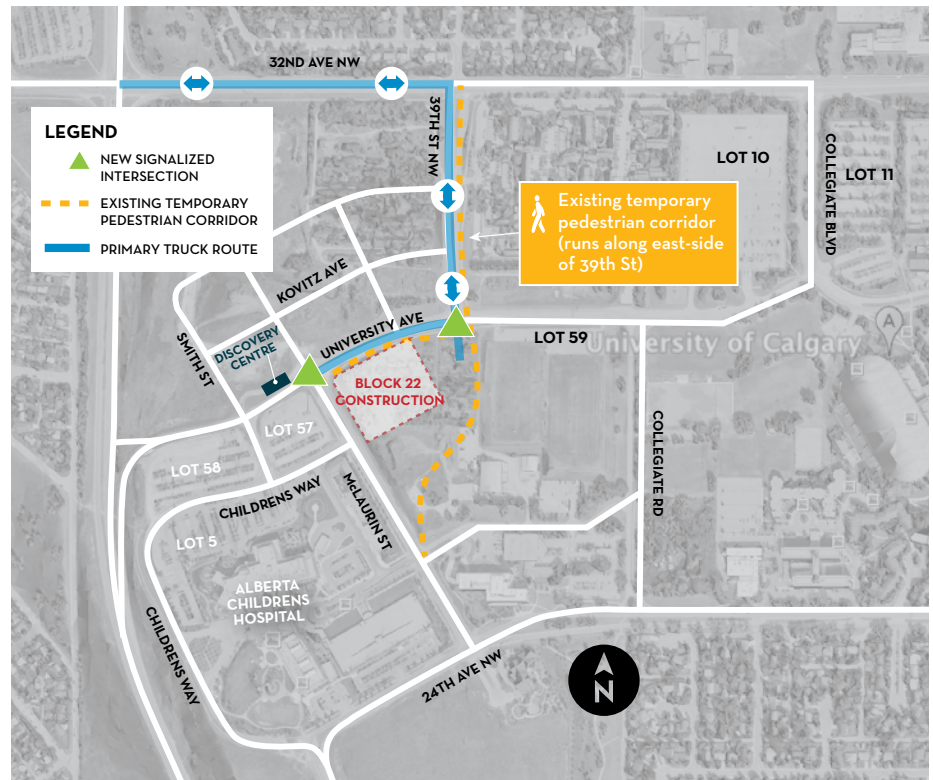 32ND AVE NW
LEGEND
NEW SIGNALIZED
INTERSECTION
EXISTING TEMPORARY
PEDESTRIAN CORRIDOR
PRIMARY TRUCK ROUTE
39TH ST NW
LOT 10
COLLEGIATE BLVD
LOT 11
Existing temporary
pedestrian corridor
(runs along east-side
of 39th St)
KOVITZ AVE
UNIVERSITY AVE
SMITH ST
DISCOVERY
CENTRE
LOT 59
University of Calgary
A
BLOCK 22
CONSTRUCTION
LOT 57
LOT 58
CHILDRENS WAY
McLAURIN ST
COLLEGIATE RD
LOT 5
ALBERTA
CHILDRENS
HOSPITAL
CHILDRENS WAY
24TH AVE NW
N